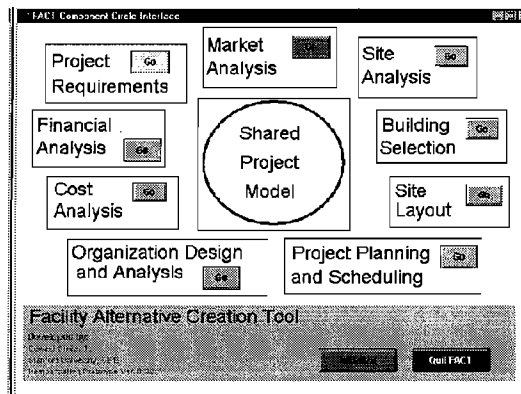 FACT Component Circle Interface
Project
Requirements
Go
Market
Analysis
Go
Site
Analysis
Go
Financial
Analysis
Go
Shared
Project
Model
Building
Selection
Go
Cost
Analysis
Go
Site
Layout
Go
Organization Design
and Analysis
Go
Project Planning
and Scheduling
Go
Facility Alternative Creation Tool
Developed by:
Quit FACT